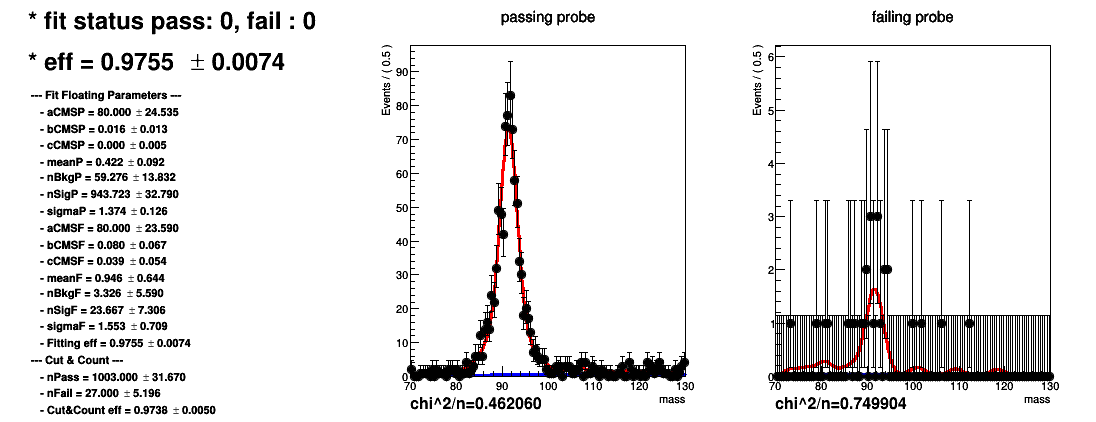 * fit status pass: 0, fail : 0
* eff = 0.9755 ± 0.0074
--- Fit Floating Parameters ---
- aCMSP = 80.000 ± 24.535
- bCMSP = 0.016 ± 0.013
- cCMSP = 0.000 ± 0.005
- meanP = 0.422 ± 0.092
- nBkgP = 59.276 ± 13.832
- nSigP = 943.723 ± 32.790
- sigmaP = 1.374 ± 0.126
- aCMSF = 80.000 ± 23.590
- bCMSF = 0.080 ± 0.067
- cCMSF = 0.039 ± 0.054
- meanF = 0.946 ± 0.644
- nBkgF = 3.326 ± 5.590
- nSigF = 23.667 ± 7.306
- sigmaF = 1.553 ± 0.709
- Fitting eff = 0.9755 ± 0.0074
--- Cut & Count ---
- nPass = 1003.000 ± 31.670
- nFail = 27.000 ± 5.196
- Cut&Count eff = 0.9738 ± 0.0050
passing probe
Events / ( 0.5 )
90
80
70
60
50
40
30
20
10
0
70 80 90 100 110 120 130
mass
chi^2/n=0.462060
failing probe
Events / ( 0.5 )
6
5
4
3
2
1
0
70 80 90 100 110 120 130
mass
chi^2/n=0.749904